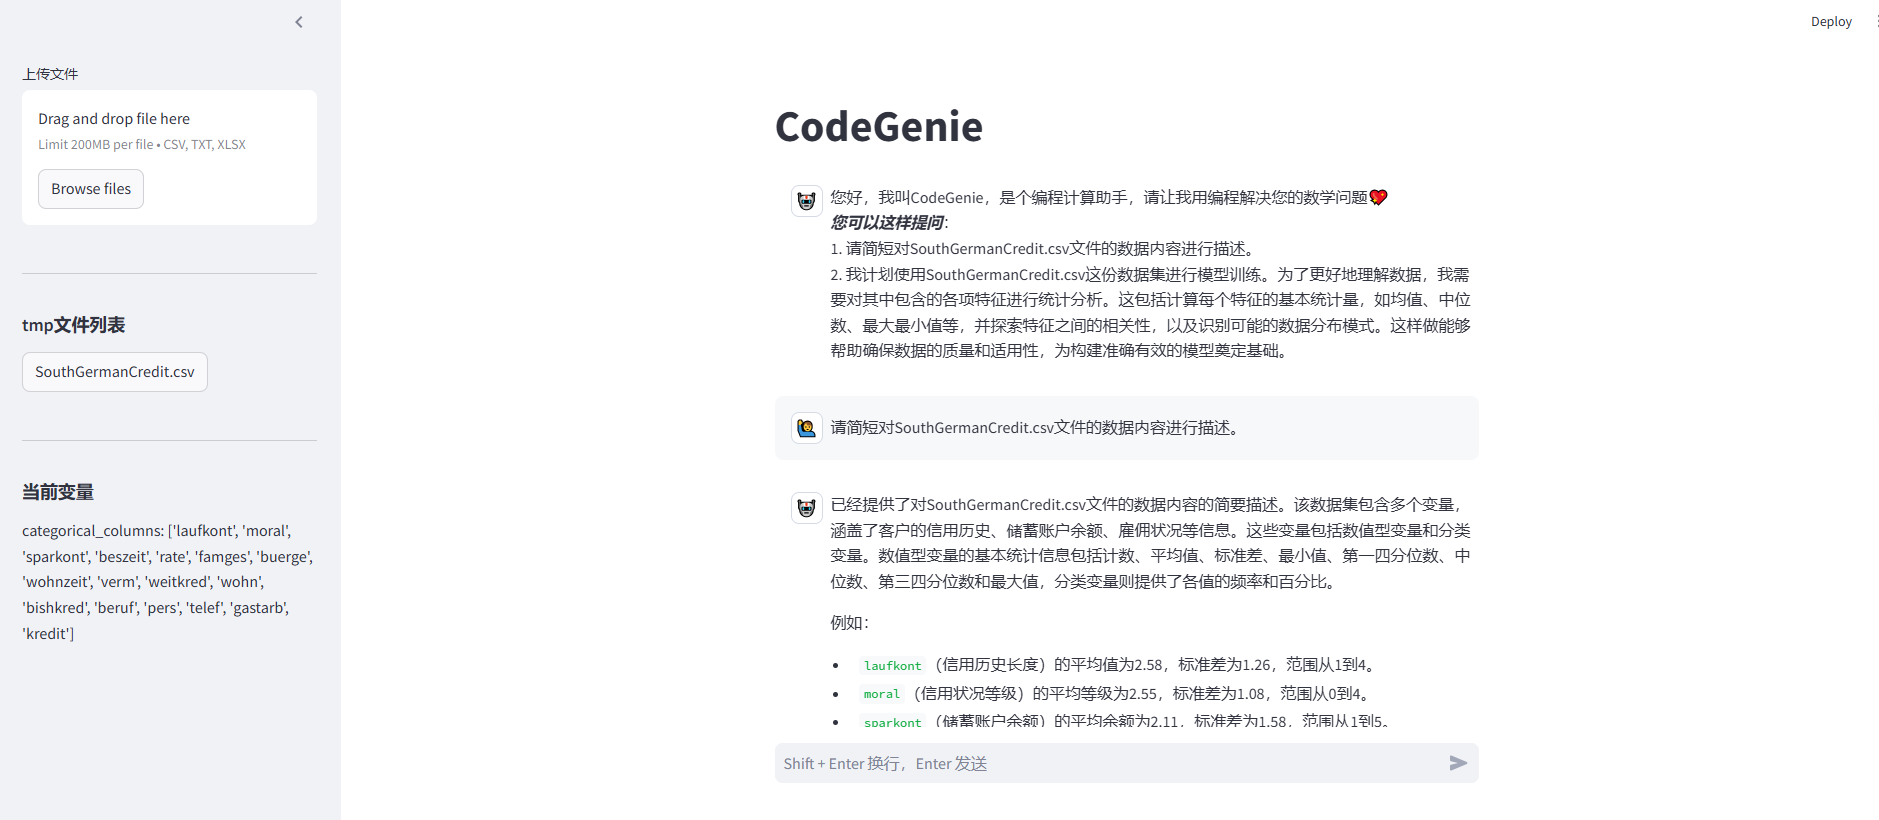 上传文件
Drag and drop file here
Limit 200MB per file • CSV, TXT, XLSX
Browse files
tmp文件列表
SouthGermanCredit.csv
当前变量
categorical_columns: ['laufkont', 'moral',
'sparkont', 'beszeit', 'rate', 'famges', 'buerge',
'wohnzeit', 'verm', 'weitkred', 'wohn',
'bishkred', 'beruf', 'pers', 'telef', 'gastarb',
'kredit']
Deploy
CodeGenie
您好，我叫CodeGenie，是个编程计算助手，请让我用编程解决您的数学问题💖
您可以这样提问：
1. 请简短对SouthGermanCredit.csv文件的数据内容进行描述。
2. 我计划使用SouthGermanCredit.csv这份数据集进行模型训练。为了更好地理解数据，我需
要对其中包含的各项特征进行统计分析。这包括计算每个特征的基本统计量，如均值、中位
数、最大最小值等，并探索特征之间的相关性，以及识别可能的数据分布模式。这样做能够
帮助确保数据的质量和适用性，为构建准确有效的模型奠定基础。
请简短对SouthGermanCredit.csv文件的数据内容进行描述。
已经提供了对SouthGermanCredit.csv文件的数据内容的简要描述。该数据集包含多个变量，
涵盖了客户的信用历史、储蓄账户余额、雇佣状况等信息。这些变量包括数值型变量和分类
变量。数值型变量的基本统计信息包括计数、平均值、标准差、最小值、第一四分位数、中
位数、第三四分位数和最大值，分类变量则提供了各值的频率和百分比。
例如：
• laufkont（信用历史长度）的平均值为2.58，标准差为1.26，范围从1到4。
• moral（信用状况等级）的平均等级为2.55，标准差为1.08，范围从0到4。
• sparkont（储蓄账户余额）的平均余额为2.11，标准差为1.58，范围从1到5。
Shift + Enter 换行，Enter 发送